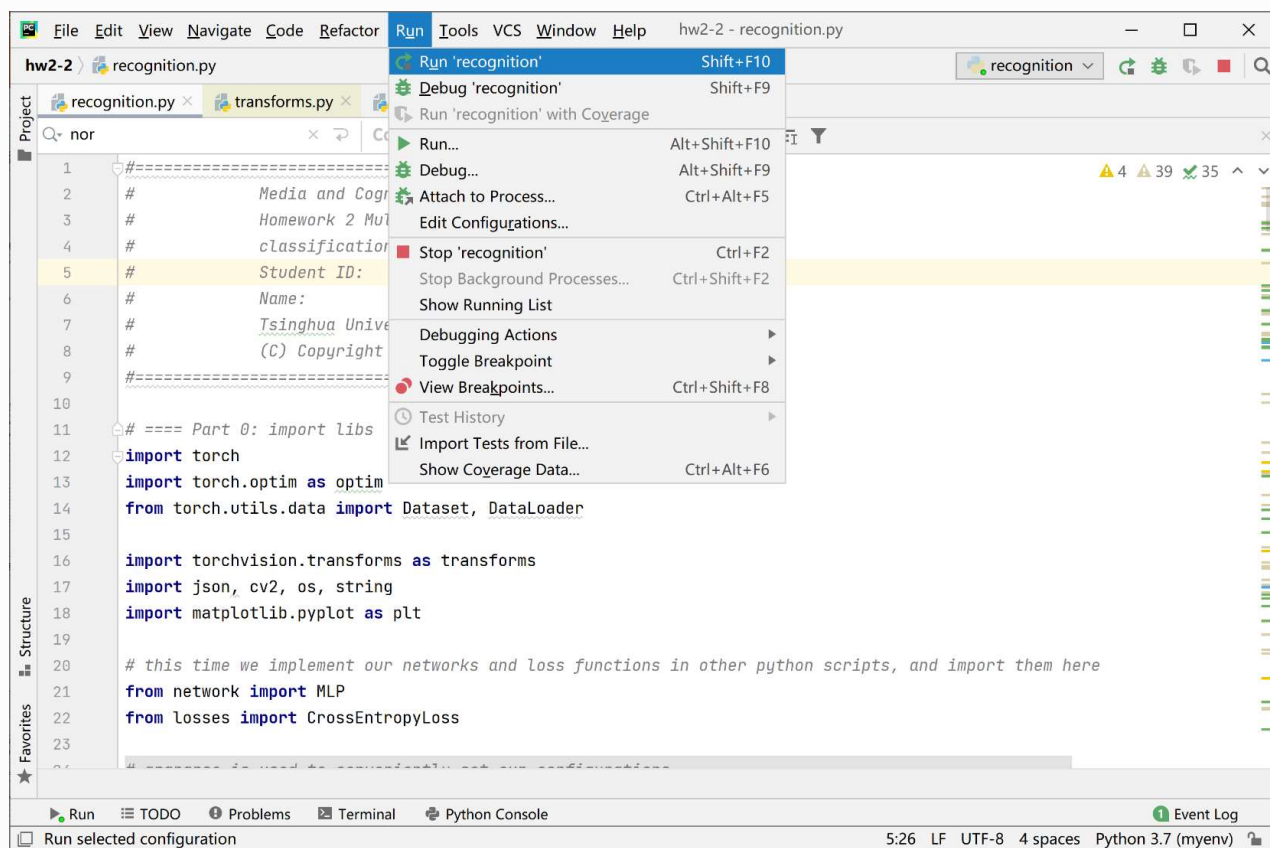 File Edit View Navigate Code Refactor Run Tools VCS Window Help hw2-2 - recognition.py
hw2-2 recognition.py recognition
Project
recognition.py transforms.py
nor
Run 'recognition' Shift+F10
Debug 'recognition' Shift+F9
Run 'recognition' with Coverage
Run... Alt+Shift+F10
Debug... Alt+Shift+F9
Attach to Process... Ctrl+Alt+F5
Edit Configurations...
Stop 'recognition' Ctrl+F2
Stop Background Processes... Ctrl+Shift+F2
Show Running List
Debugging Actions
Toggle Breakpoint
View Breakpoints... Ctrl+Shift+F8
Test History
Import Tests from File...
Show Coverage Data... Ctrl+Alt+F6
4 39 35
1 #===========================
2 # Media and Cogn
3 # Homework 2 Mul
4 # classification
5 # Student ID:
6 # Name:
7 # Tsinghua Unive
8 # (C) Copyright
9 #===========================
10
11 # ==== Part 0: import libs
12 import torch
13 import torch.optim as optim
14 from torch.utils.data import Dataset, DataLoader
15
16 import torchvision.transforms as transforms
17 import json, cv2, os, string
18 import matplotlib.pyplot as plt
19
20 # this time we implement our networks and loss functions in other python scripts, and import them here
21 from network import MLP
22 from losses import CrossEntropyLoss
23
Structure
Favorites
Run TODO Problems Terminal Python Console 1 Event Log
Run selected configuration 5:26 LF UTF-8 4 spaces Python 3.7 (myenv)